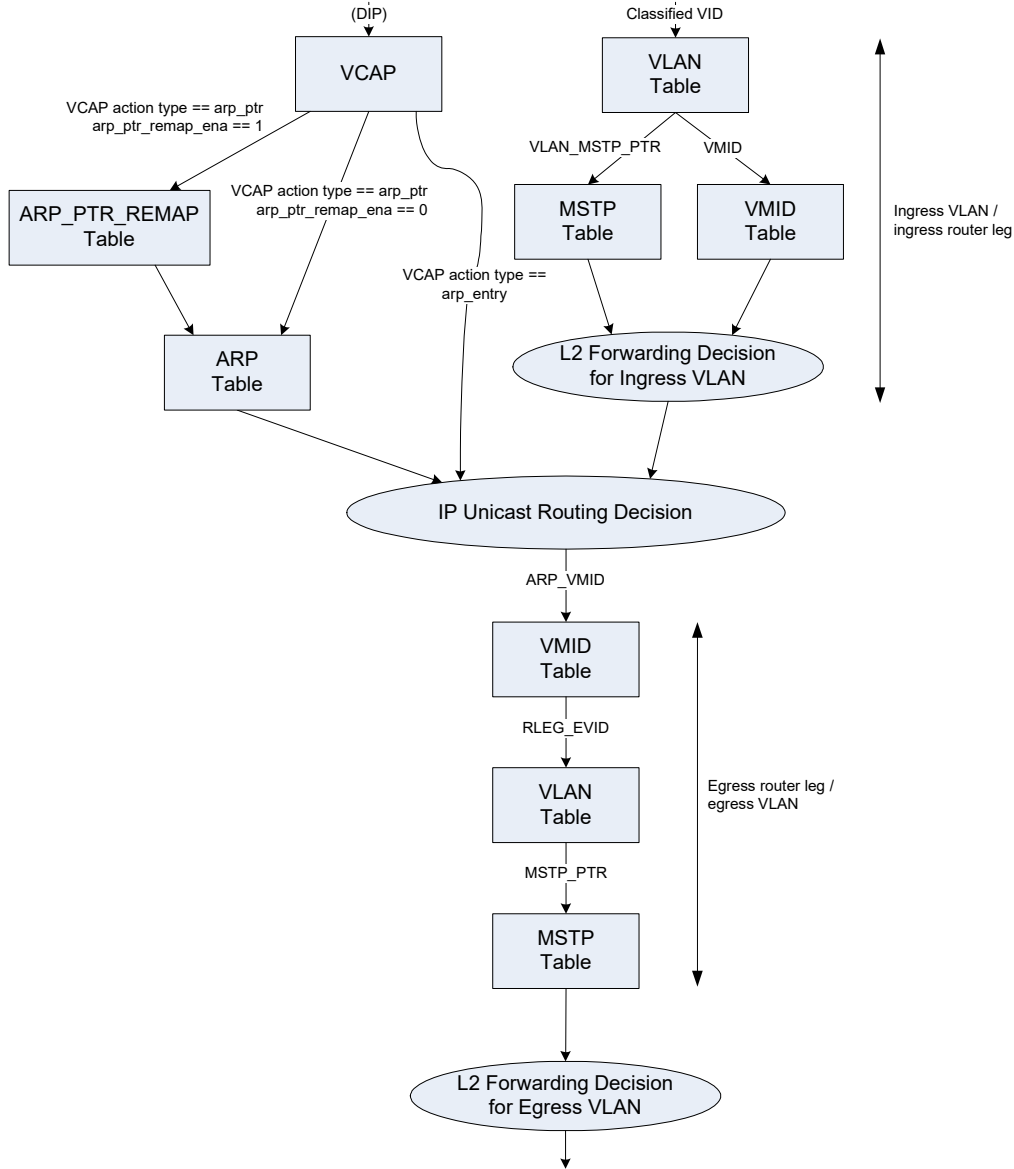 (DIP)
Classified VID
VCAP
VLAN
Table
VCAP action type == arp_ptr
arp_ptr_remap_ena == 1
VLAN_MSTP_PTR
VMID
VCAP action type == arp_ptr
arp_ptr_remap_ena == 0
ARP_PTR_REMAP
Table
MSTP
Table
VMID
Table
Ingress VLAN /
ingress router leg
VCAP action type ==
arp_entry
ARP
Table
L2 Forwarding Decision
for Ingress VLAN
IP Unicast Routing Decision
ARP_VMID
VMID
Table
RLEG_EVID
VLAN
Table
Egress router leg /
egress VLAN
MSTP_PTR
MSTP
Table
L2 Forwarding Decision
for Egress VLAN